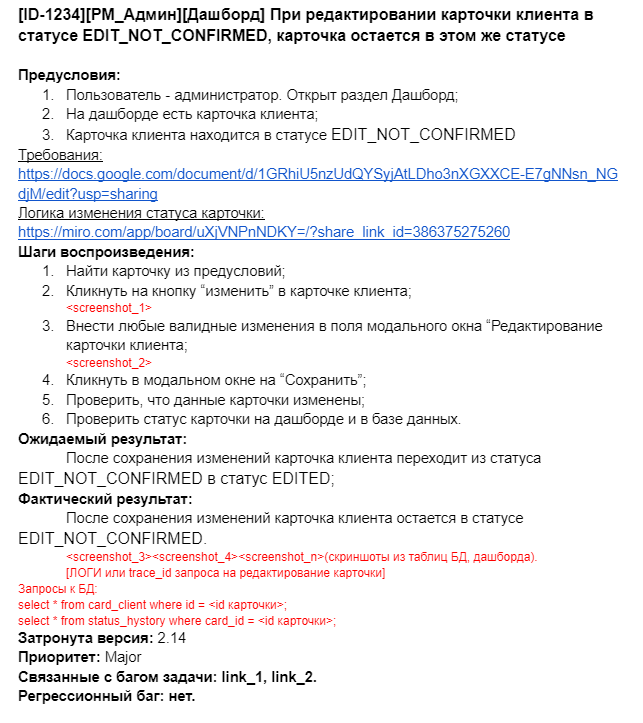 [ID-1234][PM_Админ][Дашборд] При редактировании карточки клиента в
статусе EDIT_NOT_CONFIRMED, карточка остается в этом же статусе
Предусловия:
1. Пользователь - администратор. Открыт раздел Дашборд;
2. На дашборде есть карточка клиента;
3. Карточка клиента находится в статусе EDIT_NOT_CONFIRMED
Требования:
https://docs.google.com/document/d/1GRhiU5nzUdQYSyjAtLDho3nXGXXCE-E7gNNsn_NG
djM/edit?usp=sharing
Логика изменения статуса карточки:
https://miro.com/app/board/uXjVNPnNDKY=/?share_link_id=386375275260
Шаги воспроизведения:
1. Найти карточку из предусловий;
2. Кликнуть на кнопку “изменить” в карточке клиента;
<screenshot_1>
3. Внести любые валидные изменения в поля модального окна “Редактирование
карточки клиента;
<screenshot_2>
4. Кликнуть в модальном окне на “Сохранить”;
5. Проверить, что данные карточки изменены;
6. Проверить статус карточки на дашборде и в базе данных.
Ожидаемый результат:
После сохранения изменений карточка клиента переходит из статуса
EDIT_NOT_CONFIRMED в статус EDITED;
Фактический результат:
После сохранения изменений карточка клиента остается в статусе
EDIT_NOT_CONFIRMED.
<screenshot_3><screenshot_4><screenshot_n>(скриншоты из таблиц БД, дашборда).
[ЛОГИ или trace_id запроса на редактирование карточки]
Запросы к БД:
select * from card_client where id = <id карточки>;
select * from status_hystory where card_id = <id карточки>;
Затронута версия: 2.14
Приоритет: Major
Связанные с багом задачи: link_1, link_2.
Регрессионный баг: нет.